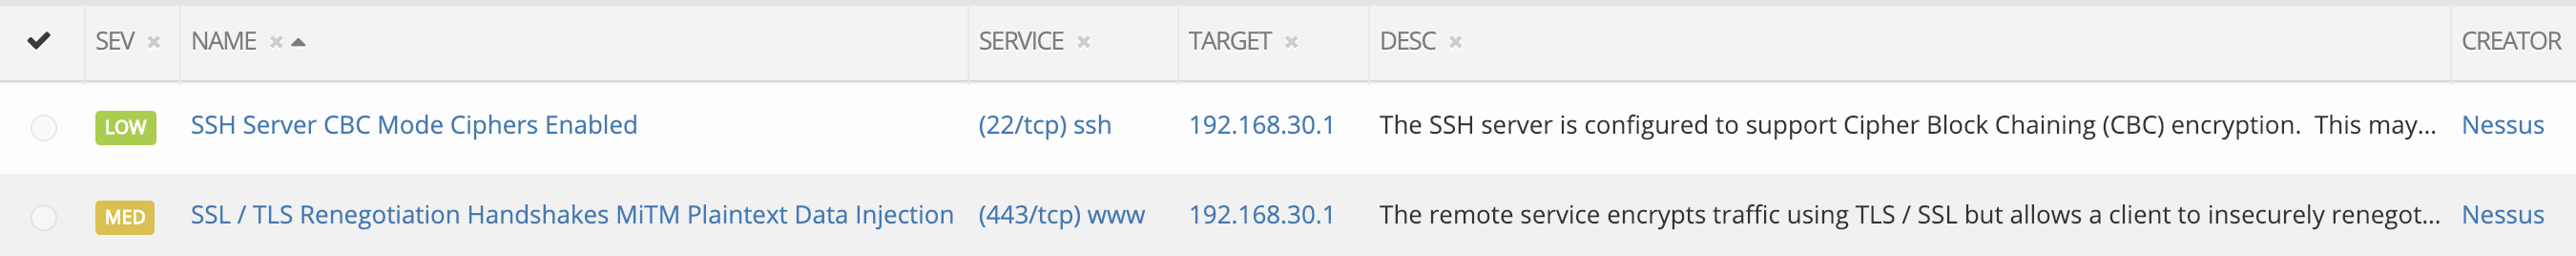 SEV NAME SERVICE TARGET DESC CREATOR
LOW SSH Server CBC Mode Ciphers Enabled (22/tcp) ssh 192.168.30.1 The SSH server is configured to support Cipher Block Chaining (CBC) encryption.  This may... Nessus
MED SSL / TLS Renegotiation Handshakes MiTM Plaintext Data Injection (443/tcp) www 192.168.30.1 The remote service encrypts traffic using TLS / SSL but allows a client to insecurely renegot... Nessus